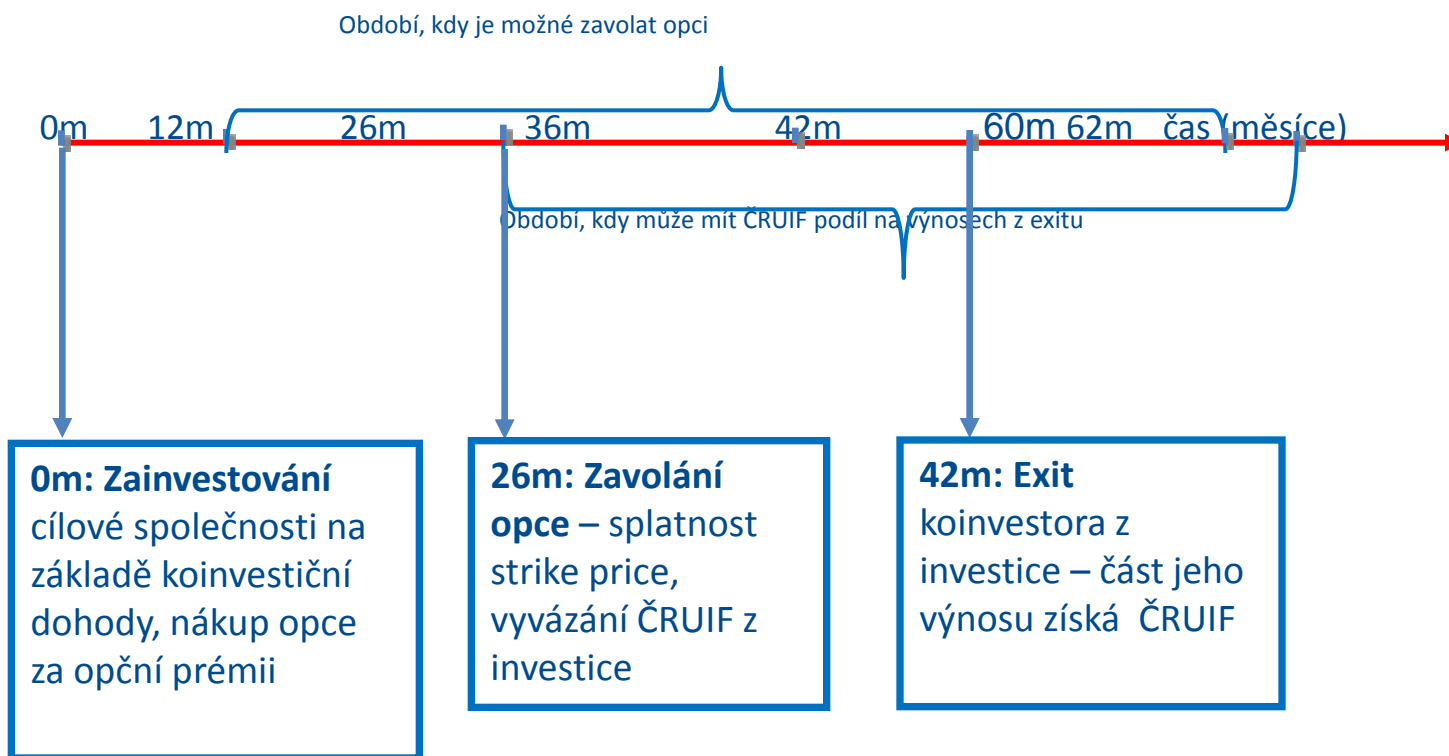 Období, kdy je možné zavolat opci
0m 12m 26m 36m 42m 60m 62m čas (měsíce)
Období, kdy může mít ČRUIF podíl na výnosech z exitu
0m: Zainvestování
cílové společnosti na
základě koinvestiční
dohody, nákup opce
za opční prémii
26m: Zavolání
opce – splatnost
strike price,
vyvázání ČRUIF z
investice
42m: Exit
koinvestora z
investice – část jeho
výnosu získá ČRUIF